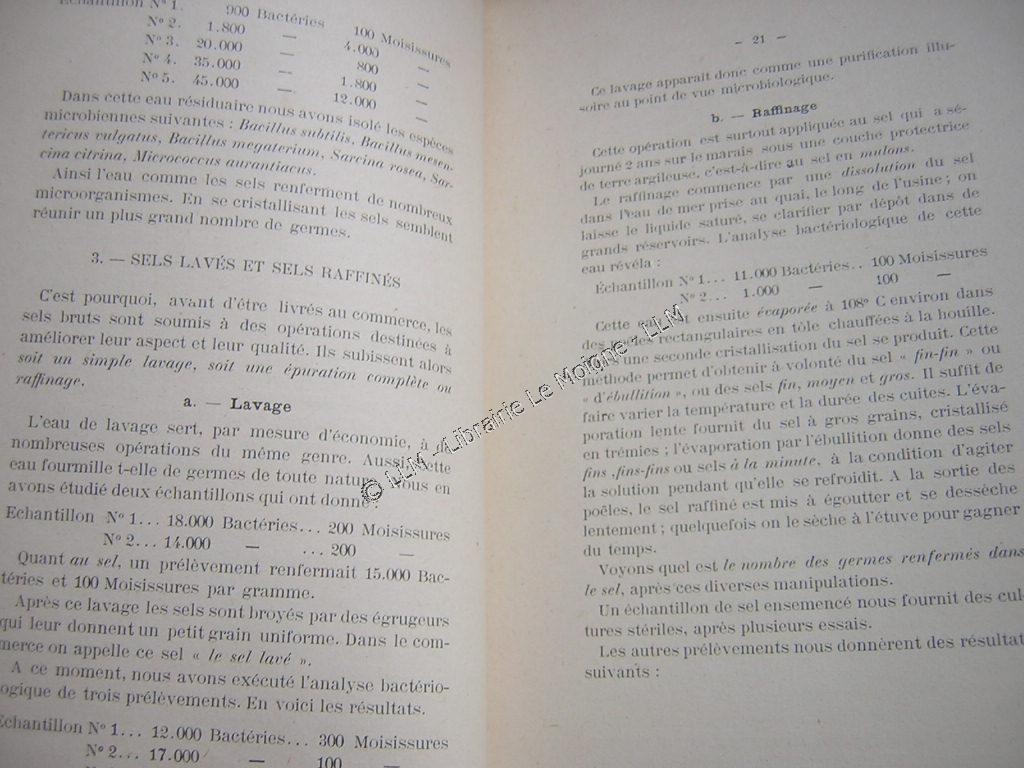 Echantillon Nº 1. 900 Bactéries 100 Moisissures
Nº 2. 1.800 — 4.000 —
Nº 3. 20.000 — 800 —
Nº 4. 35.000 — 1.800 —
Nº 5. 45.000 — 12.000 —
Dans cette eau résiduaire nous avons isolé les espèces
microbiennes suivantes : Bacillus subtilis, Bacillus mesen-
tericus vulgatus, Bacillus megaterium, Sarcina rosea, Sar-
cina citrina, Micrococcus aurantiacus.
Ainsi l'eau comme les sels renferment de nombreux
microorganismes. En se cristallisant les sels semblent
réunir un plus grand nombre de germes.
3. — SELS LAVÉS ET SELS RAFFINÉS
C'est pourquoi, avant d'être livrés au commerce, les
sels bruts sont soumis à des opérations destinées à
améliorer leur aspect et leur qualité. Ils subissent alors
soit un simple lavage, soit une épuration complète ou
raffinage.
a. — Lavage
L'eau de lavage sert, par mesure d'économie, à de
nombreuses opérations du même genre. Aussi cette
eau fourmille t-elle de germes de toute nature. Nous en
avons étudié deux échantillons qui ont donné :
Echantillon Nº 1... 18.000 Bactéries... 200 Moisissures
Nº 2... 14.000 — ... 200 —
Quant au sel, un prélèvement renfermait 15.000 Bac-
téries et 100 Moisissures par gramme.
Après ce lavage les sels sont broyés par des égrugeurs
qui leur donnent un petit grain uniforme. Dans le com-
merce on appelle ce sel « le sel lavé ».
A ce moment, nous avons exécuté l'analyse bactério-
logique de trois prélèvements. En voici les résultats.
Echantillon Nº 1... 12.000 Bactéries... 300 Moisissures
Nº 2... 17.000 — 100 —
— 21 —
Ce lavage apparait donc comme une purification illu-
soire au point de vue microbiologique.
b. — Raffinage
Cette opération est surtout appliquée au sel qui a sé-
journé 2 ans sur le marais sous une couche protectrice
de terre argileuse, c'est-à-dire au sel en mulons.
Le raffinage commence par une dissolution du sel
dans l'eau de mer prise au quai, le long de l'usine ; on
laisse le liquide saturé, se clarifier par dépôt dans de
grands réservoirs. L'analyse bactériologique de cette
eau révéla :
Échantillon Nº 1... 11.000 Bactéries.. 100 Moisissures
Nº 2... 1.000 — 100 —
Cette est ensuite évaporée à 108º C environ dans
des rectangulaires en tôle chauffées à la houille.
une seconde cristallisation du sel se produit. Cette
méthode permet d'obtenir à volonté du sel « fin-fin » ou
« d'ébullition », ou des sels fin, moyen et gros. Il suffit de
faire varier la température et la durée des cuites. L'éva-
poration lente fournit du sel à gros grains, cristallisé
en trémies ; l'évaporation par l'ébullition donne des sels
fins, fins-fins ou sels à la minute, à la condition d'agiter
la solution pendant qu'elle se refroidit. A la sortie des
poêles, le sel raffiné est mis à égoutter et se dessèche
lentement ; quelquefois on le sèche à l'étuve pour gagner
du temps.
Voyons quel est le nombre des germes renfermés dans
le sel, après ces diverses manipulations.
Un échantillon de sel ensemencé nous fournit des cul-
tures stériles, après plusieurs essais.
Les autres prélèvements nous donnèrent des résultat
suivants :
© LLM - Librairie Le Moigne - LLM